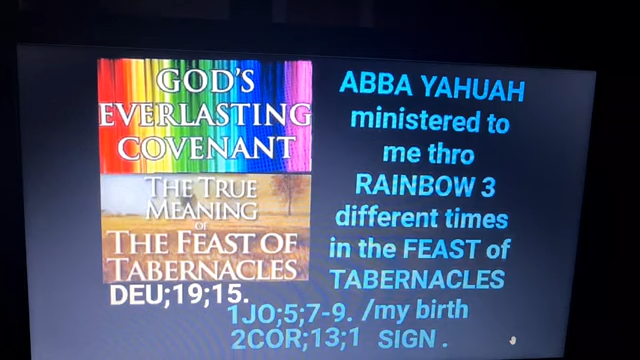 GOD'S
EVERLASTING
COVENANT
THE TRUE
MEANING
OF
THE FEAST OF
TABERNACLES
DEU;19;15.
ABBA YAHUAH
ministered to
me thro
RAINBOW 3
different times
in the FEAST of
TABERNACLES
1JO;5;7-9. /my birth
2COR;13;1 SIGN .